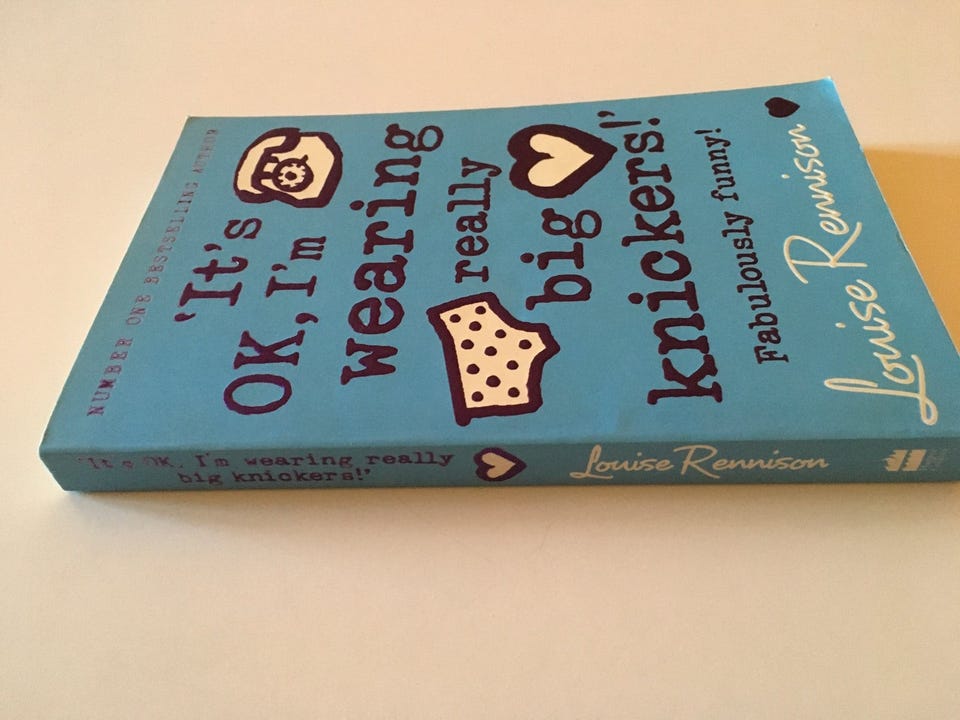 NUMBER ONE BESTSELLING AUTHOR
'It's
OK, I'm
wearing
really
big
knickers!'
Fabulously funny!
Louise Rennison
'It's OK, I'm wearing really
big knickers!'
Louise Rennison